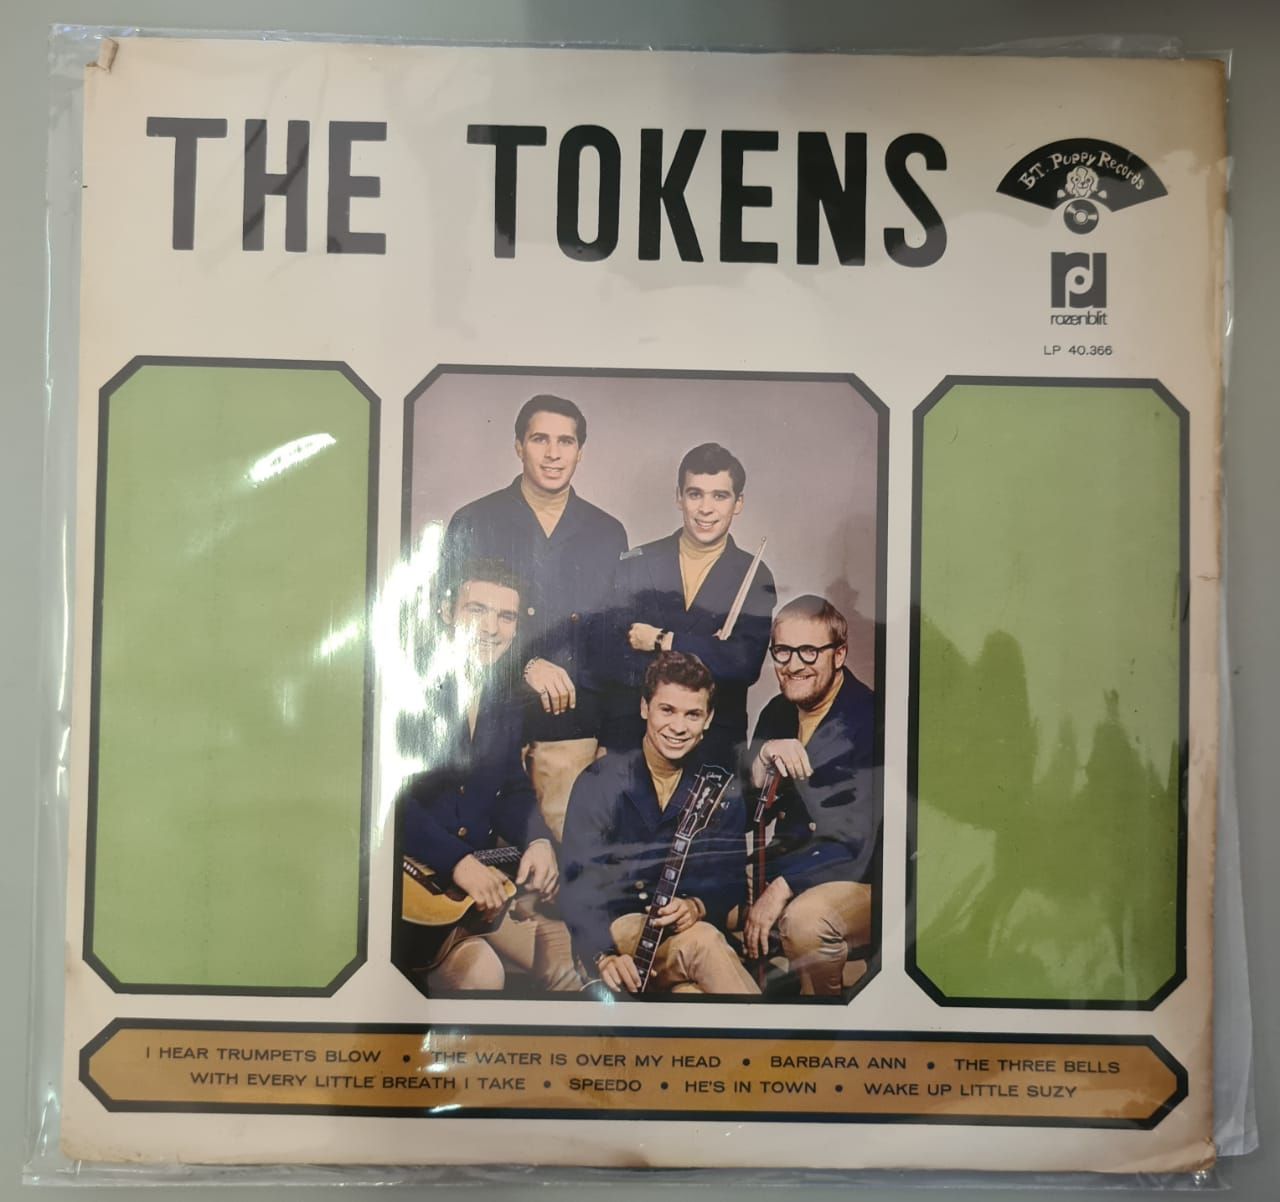 THE TOKENS
B.T. Puppy Records
rozenblit
LP 40.366
I HEAR TRUMPETS BLOW • THE WATER IS OVER MY HEAD • BARBARA ANN • THE THREE BELLS
WITH EVERY LITTLE BREATH I TAKE • SPEEDO • HE'S IN TOWN • WAKE UP LITTLE SUZY
Gibson